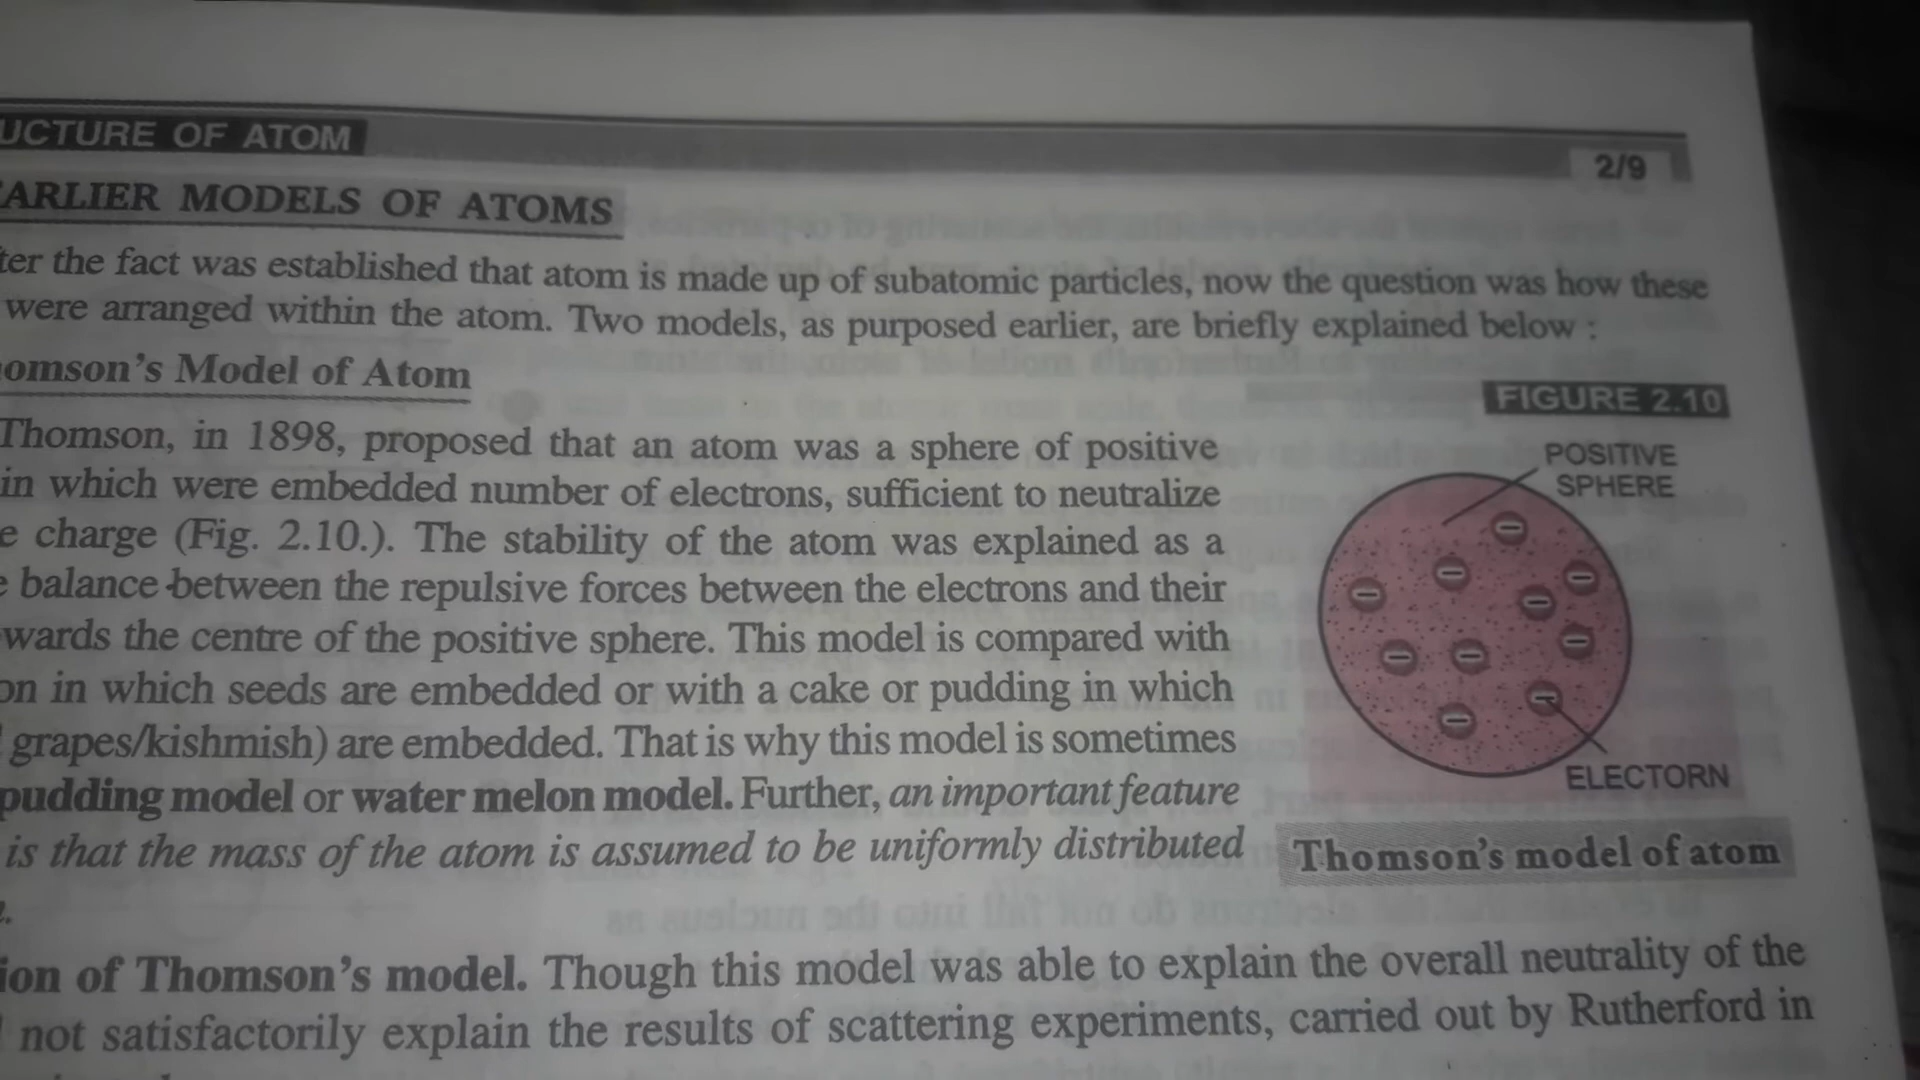 UCTURE OF ATOM
2/9
ARLIER MODELS OF ATOMS
ter the fact was established that atom is made up of subatomic particles, now the question was how these
were arranged within the atom. Two models, as purposed earlier, are briefly explained below :
omson's Model of Atom
Thomson, in 1898, proposed that an atom was a sphere of positive
in which were embedded number of electrons, sufficient to neutralize
e charge (Fig. 2.10.). The stability of the atom was explained as a
e balance between the repulsive forces between the electrons and their
wards the centre of the positive sphere. This model is compared with
on in which seeds are embedded or with a cake or pudding in which
grapes/kishmish) are embedded. That is why this model is sometimes
pudding model or water melon model. Further, an important feature
is that the mass of the atom is assumed to be uniformly distributed
FIGURE 2.10
POSITIVE
SPHERE
ELECTORN
Thomson's model of atom
ion of Thomson's model. Though this model was able to explain the overall neutrality of the
not satisfactorily explain the results of scattering experiments, carried out by Rutherford in